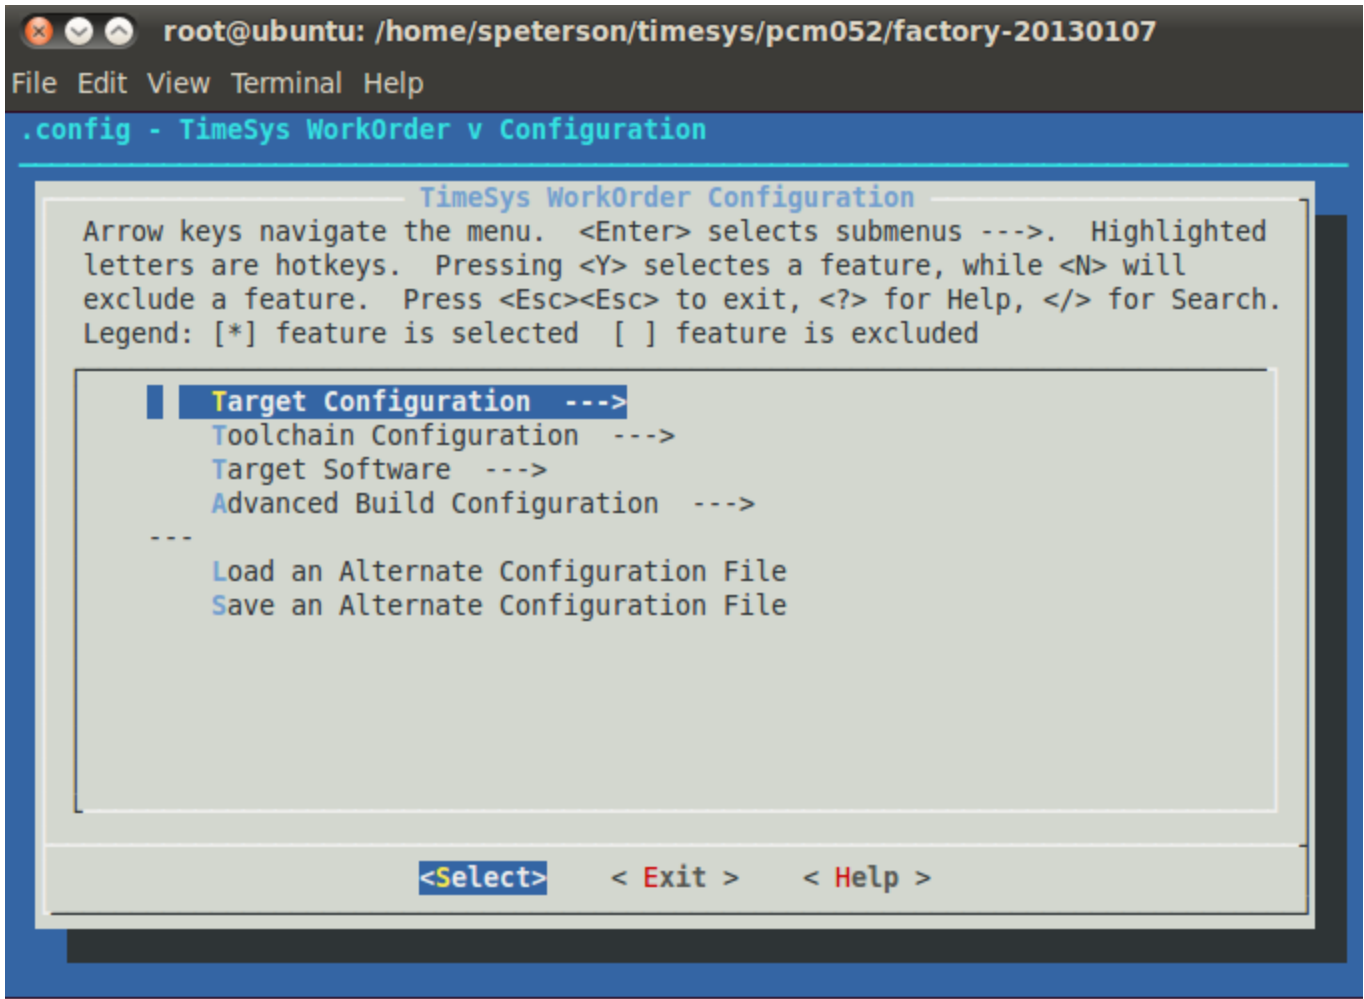 root@ubuntu: /home/speterson/timesys/pcm052/factory-20130107
File Edit View Terminal Help
.config - TimeSys WorkOrder v Configuration
TimeSys WorkOrder Configuration
Arrow keys navigate the menu. <Enter> selects submenus --->. Highlighted
letters are hotkeys. Pressing <Y> selectes a feature, while <N> will
exclude a feature. Press <Esc><Esc> to exit, <?> for Help, </> for Search.
Legend: [*] feature is selected [ ] feature is excluded
Target Configuration --->
Toolchain Configuration --->
Target Software --->
Advanced Build Configuration --->
---
Load an Alternate Configuration File
Save an Alternate Configuration File
<Select> < Exit > < Help >